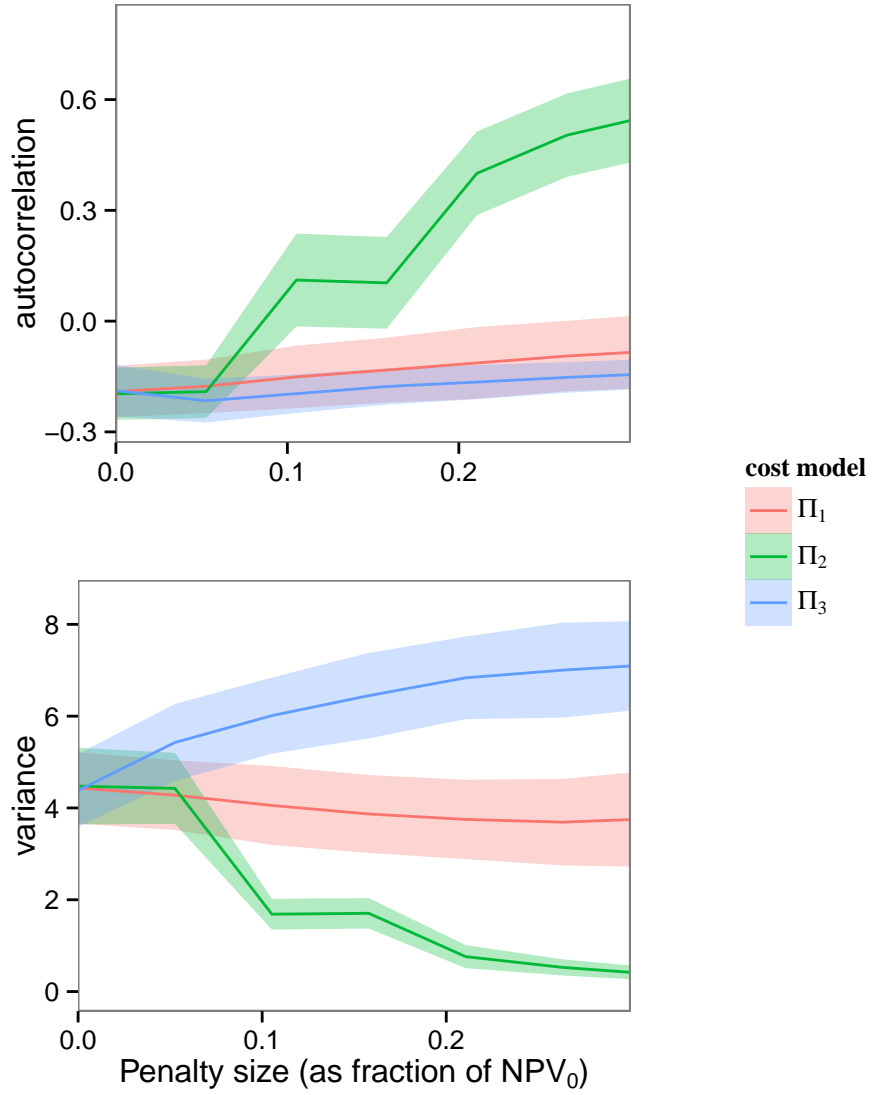 autocorrelation
0.6
0.3
0.0
−0.3
0.0 0.1 0.2
cost model
Π₁
Π₂
Π₃
variance
8
6
4
2
0
0.0 0.1 0.2
Penalty size (as fraction of NPV₀)